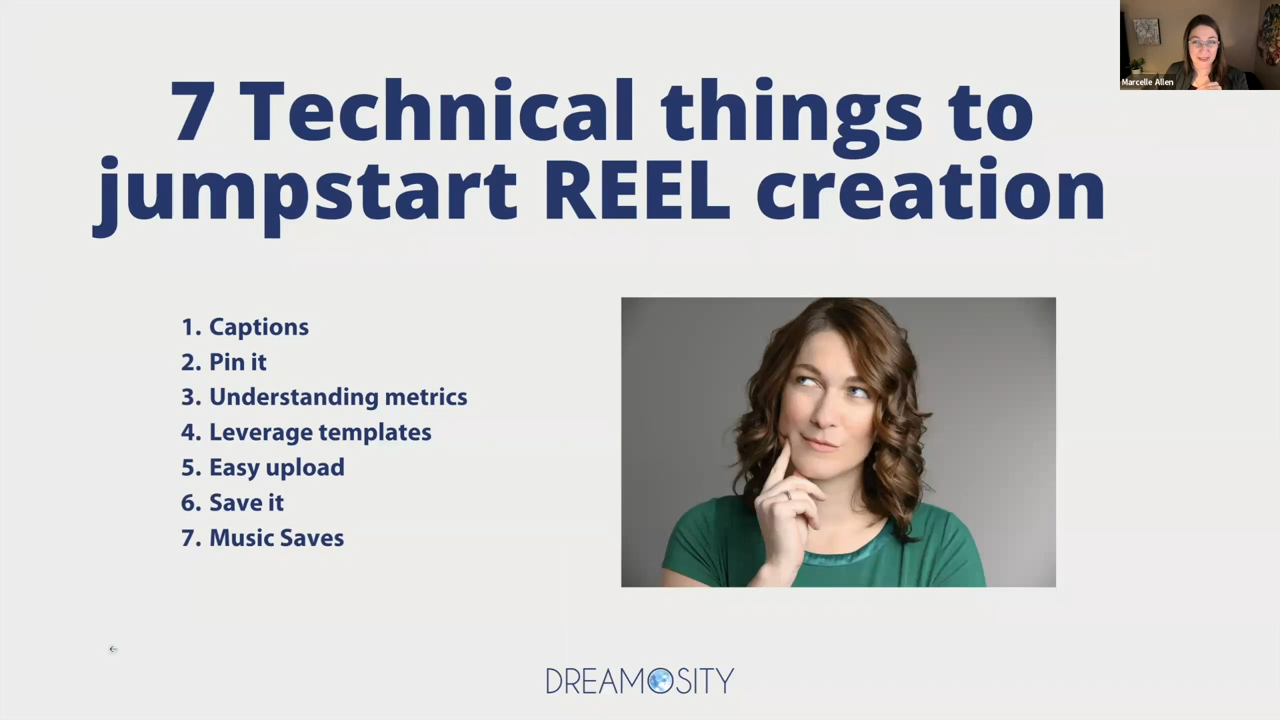 7 Technical things to
jumpstart REEL creation
Marcelle Allen
1. Captions
2. Pin it
3. Understanding metrics
4. Leverage templates
5. Easy upload
6. Save it
7. Music Saves
DREAMOSITY